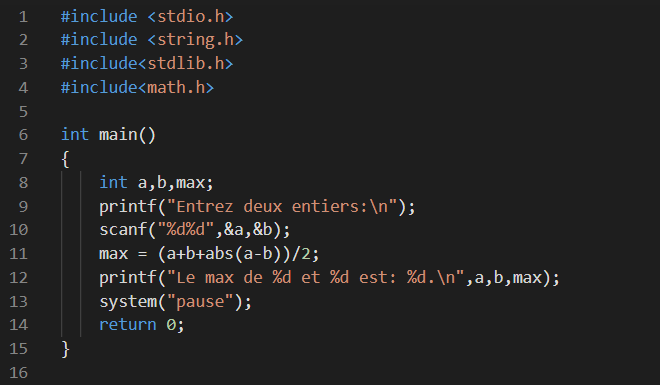 1 #include <stdio.h>
2 #include <string.h>
3 #include<stdlib.h>
4 #include<math.h>
5
6 int main()
7 {
8     int a,b,max;
9     printf("Entrez deux entiers:\n");
10     scanf("%d%d",&a,&b);
11     max = (a+b+abs(a-b))/2;
12     printf("Le max de %d et %d est: %d.\n",a,b,max);
13     system("pause");
14     return 0;
15 }
16